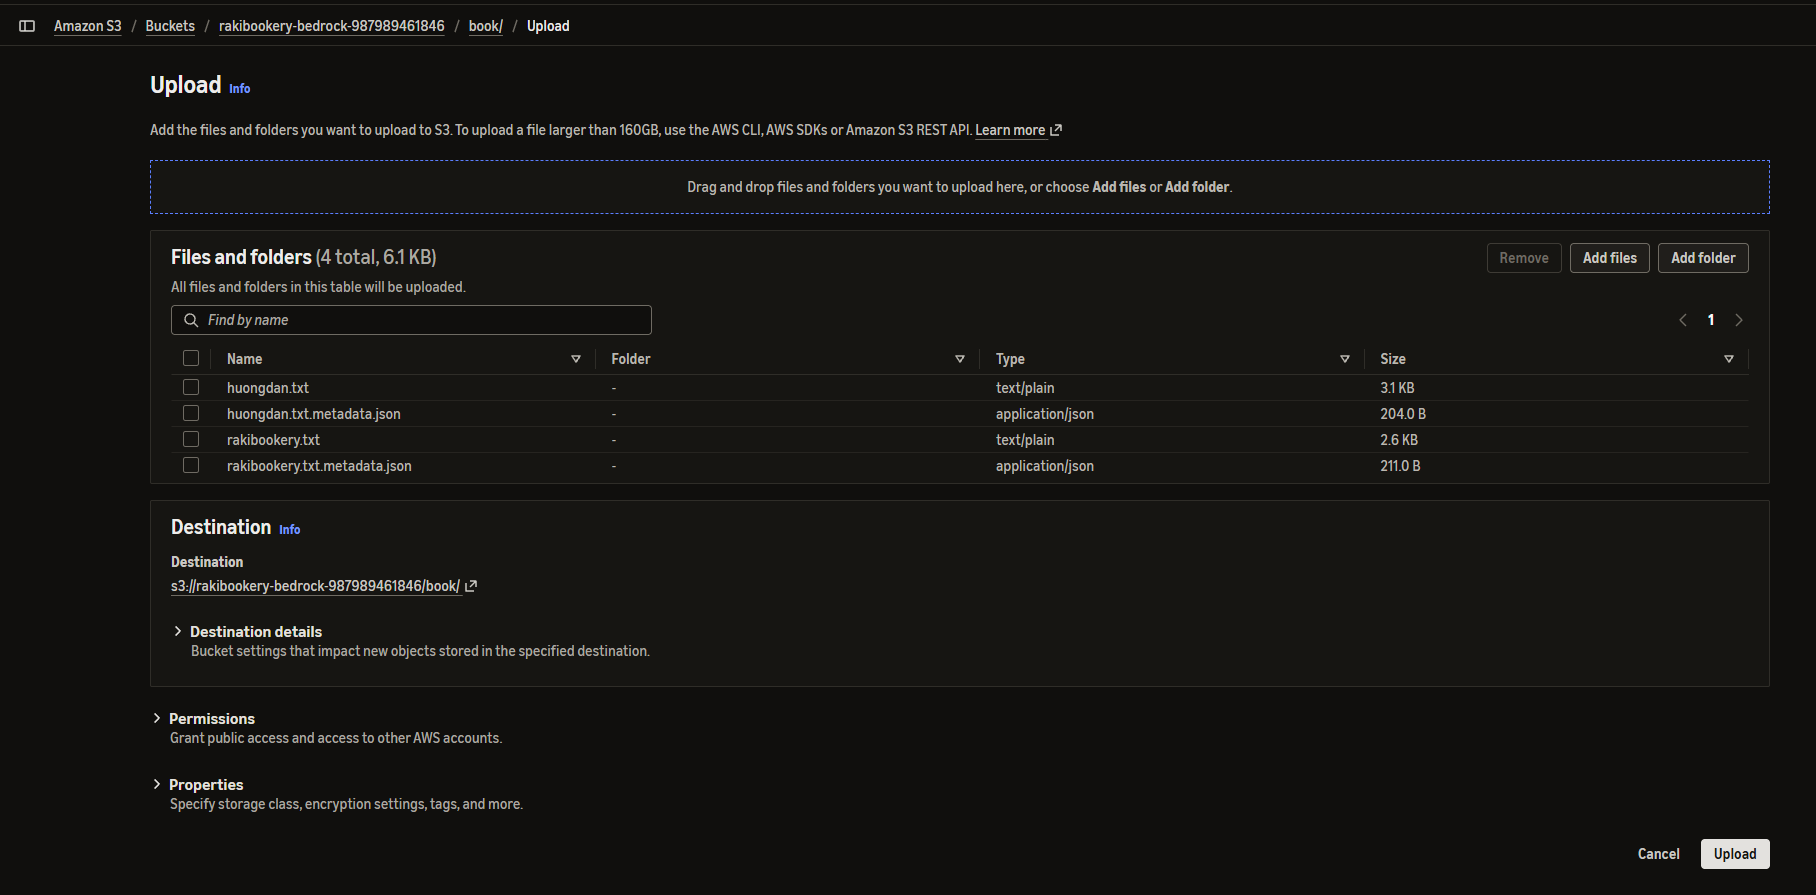 Amazon S3 / Buckets / rakibookery-bedrock-987989461846 / book/ / Upload
Upload Info
Add the files and folders you want to upload to S3. To upload a file larger than 160GB, use the AWS CLI, AWS SDKs or Amazon S3 REST API. Learn more
Drag and drop files and folders you want to upload here, or choose Add files or Add folder.
Files and folders (4 total, 6.1 KB) Remove Add files Add folder
All files and folders in this table will be uploaded.
Find by name 1
Name Folder Type Size
huongdan.txt - text/plain 3.1 KB
huongdan.txt.metadata.json - application/json 204.0 B
rakibookery.txt - text/plain 2.6 KB
rakibookery.txt.metadata.json - application/json 211.0 B
Destination Info
Destination
s3://rakibookery-bedrock-987989461846/book/
Destination details
Bucket settings that impact new objects stored in the specified destination.
Permissions
Grant public access and access to other AWS accounts.
Properties
Specify storage class, encryption settings, tags, and more.
Cancel Upload